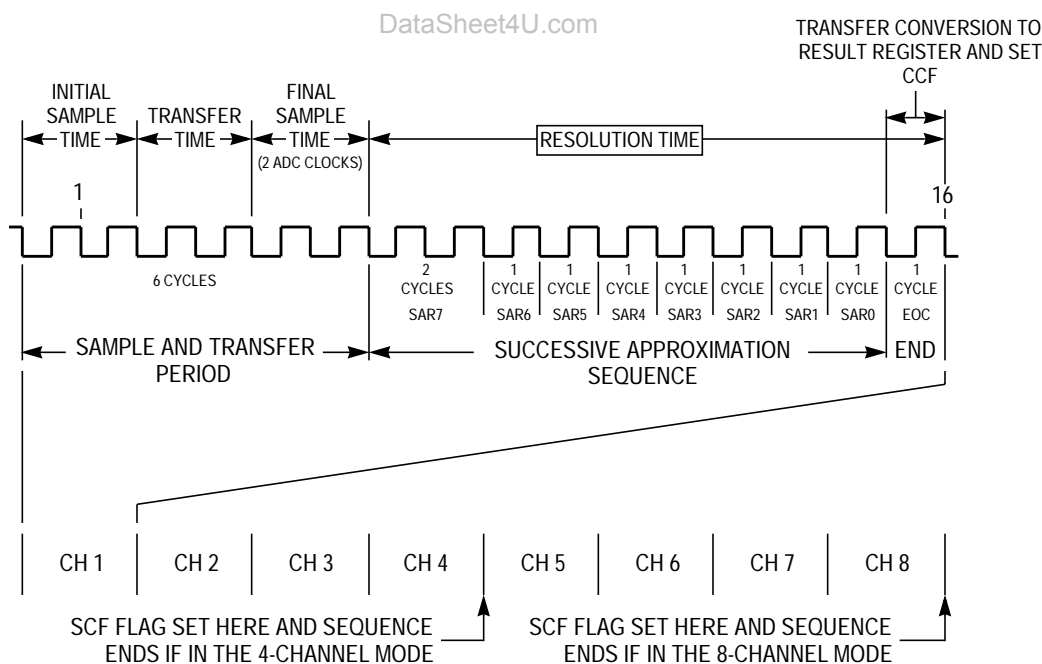 DataSheet4U.com
TRANSFER CONVERSION TO
RESULT REGISTER AND SET
CCF
INITIAL
SAMPLE
TIME
TRANSFER
TIME
FINAL
SAMPLE
TIME
(2 ADC CLOCKS)
RESOLUTION TIME
1
16
6 CYCLES
2
CYCLES
SAR7
1
CYCLE
SAR6
1
CYCLE
SAR5
1
CYCLE
SAR4
1
CYCLE
SAR3
1
CYCLE
SAR2
1
CYCLE
SAR1
1
CYCLE
SAR0
1
CYCLE
EOC
SAMPLE AND TRANSFER
PERIOD
SUCCESSIVE APPROXIMATION
SEQUENCE
END
CH 1
CH 2
CH 3
CH 4
CH 5
CH 6
CH 7
CH 8
SCF FLAG SET HERE AND SEQUENCE
ENDS IF IN THE 4-CHANNEL MODE
SCF FLAG SET HERE AND SEQUENCE
ENDS IF IN THE 8-CHANNEL MODE